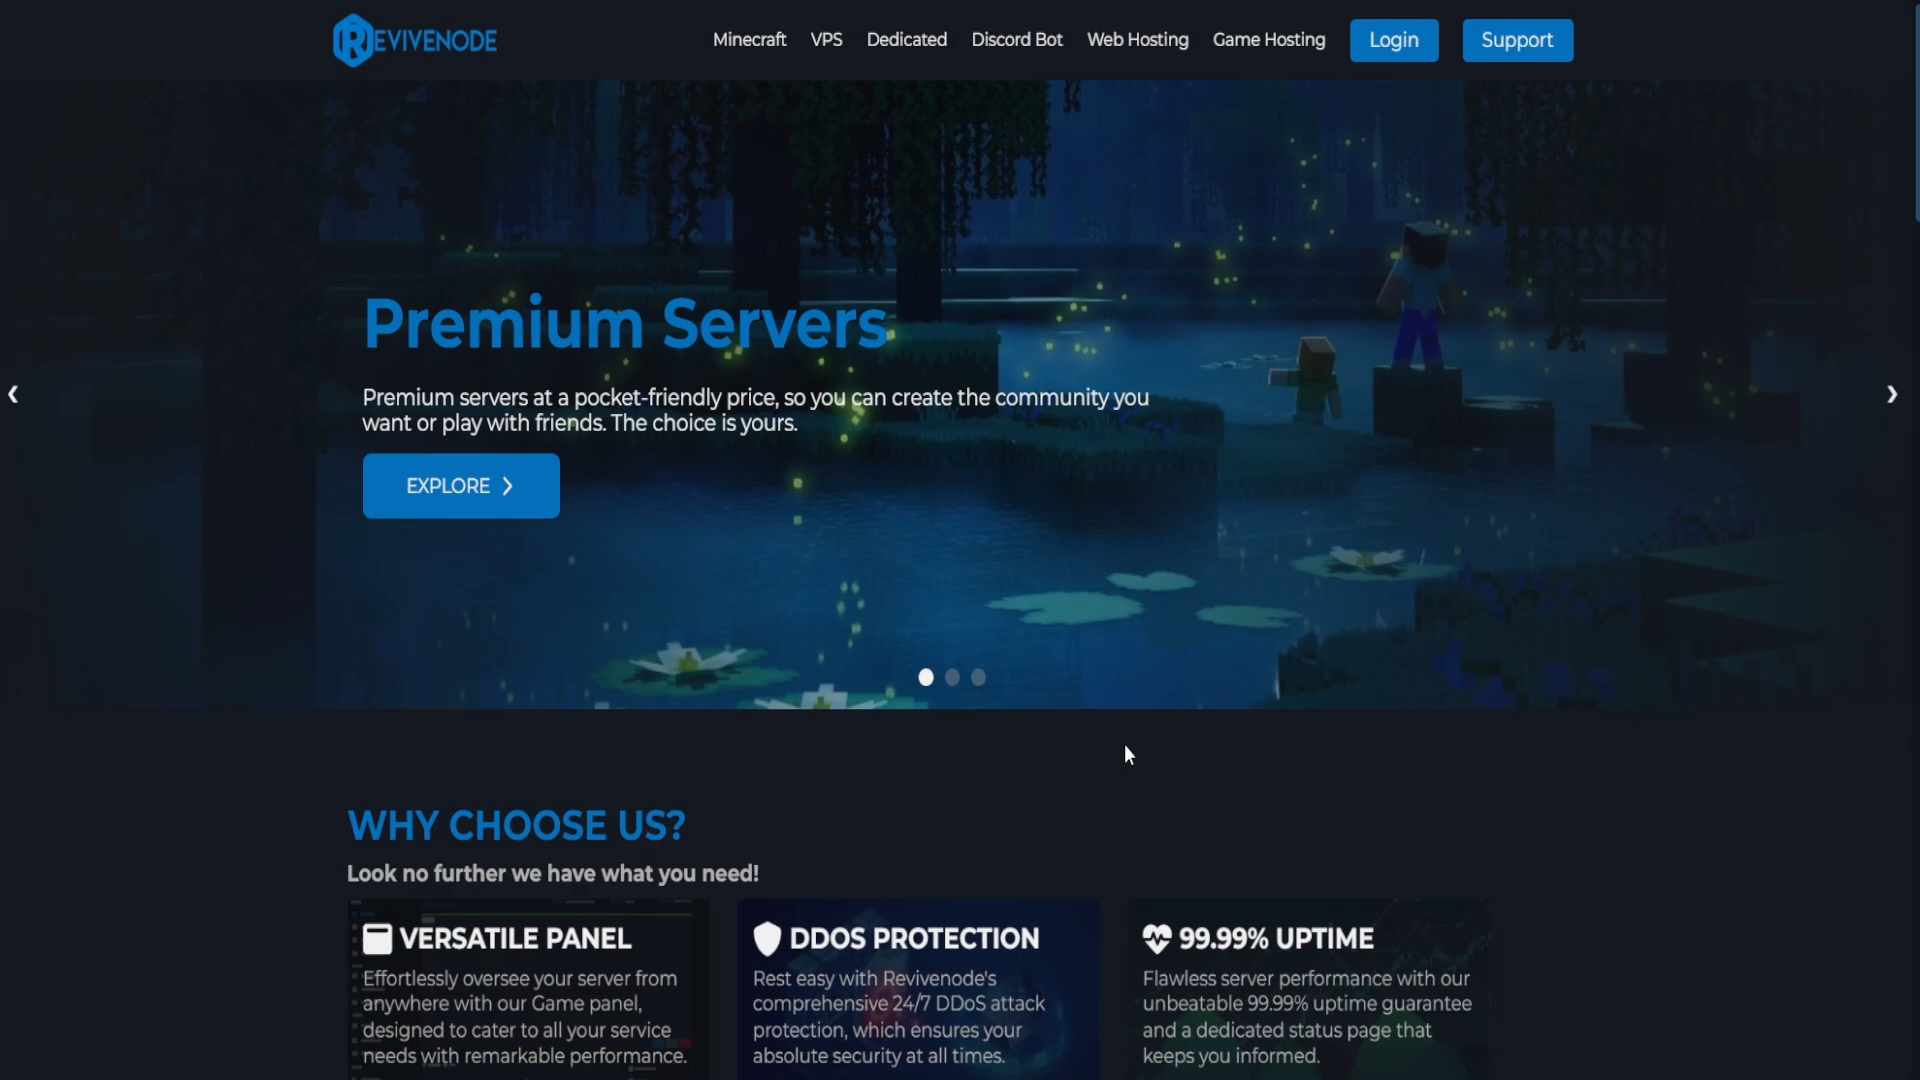 REVIVENODE
Minecraft VPS Dedicated Discord Bot Web Hosting Game Hosting Login Support
Premium Servers
Premium servers at a pocket-friendly price, so you can create the community you
want or play with friends. The choice is yours.
EXPLORE
WHY CHOOSE US?
Look no further we have what you need!
VERSATILE PANEL
Effortlessly oversee your server from
anywhere with our Game panel,
designed to cater to all your service
needs with remarkable performance.
DDOS PROTECTION
Rest easy with Revivenode's
comprehensive 24/7 DDoS attack
protection, which ensures your
absolute security at all times.
99.99% UPTIME
Flawless server performance with our
unbeatable 99.99% uptime guarantee
and a dedicated status page that
keeps you informed.